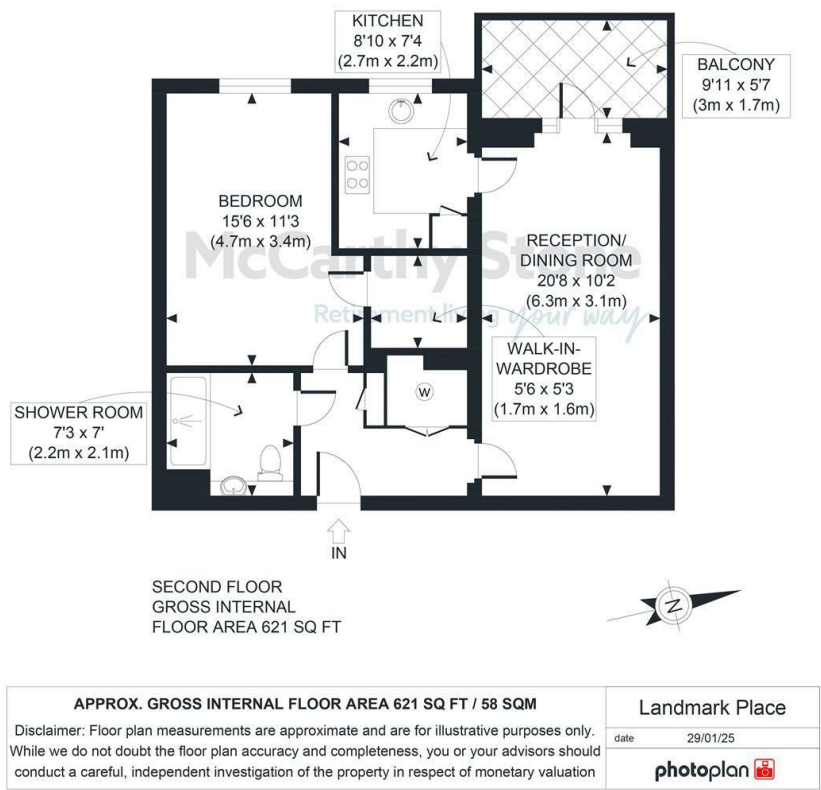 KITCHEN
8'10 x 7'4
(2.7m x 2.2m)
BALCONY
9'11 x 5'7
(3m x 1.7m)
BEDROOM
15'6 x 11'3
(4.7m x 3.4m)
RECEPTION/
DINING ROOM
20'8 x 10'2
(6.3m x 3.1m)
McCarthy Stone
Retirement living your way
WALK-IN-
WARDROBE
5'6 x 5'3
(1.7m x 1.6m)
W
SHOWER ROOM
7'3 x 7'
(2.2m x 2.1m)
IN
SECOND FLOOR
GROSS INTERNAL
FLOOR AREA 621 SQ FT
N
APPROX. GROSS INTERNAL FLOOR AREA 621 SQ FT / 58 SQM
Disclaimer: Floor plan measurements are approximate and are for illustrative purposes only.
While we do not doubt the floor plan accuracy and completeness, you or your advisors should
conduct a careful, independent investigation of the property in respect of monetary valuation
Landmark Place
date 29/01/25
photoplan